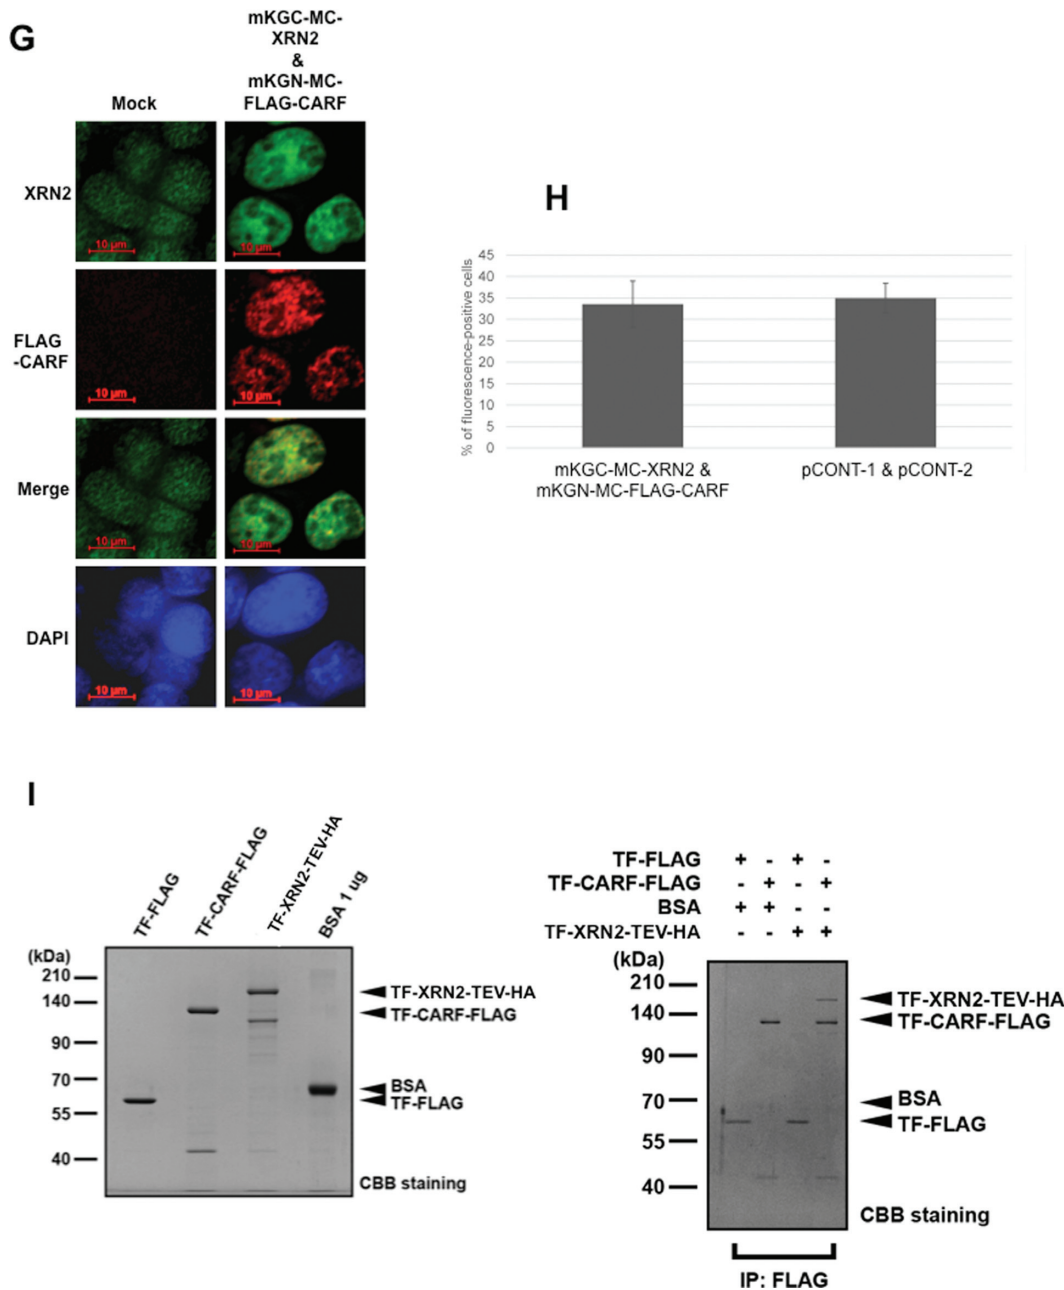 G
mKGC-MC-
XRN2
&
mKGN-MC-
FLAG-CARF
Mock
XRN2
10 µm
10 µm
FLAG
-CARF
10 µm
10 µm
Merge
10 µm
10 µm
DAPI
10 µm
10 µm
H
% of fluorescence-positive cells
45
40
35
30
25
20
15
10
5
0
mKGC-MC-XRN2 &
mKGN-MC-FLAG-CARF
pCONT-1 & pCONT-2
I
TF-FLAG
TF-CARF-FLAG
TF-XRN2-TEV-HA
BSA 1 ug
(kDa)
210
140
90
70
55
40
TF-XRN2-TEV-HA
TF-CARF-FLAG
BSA
TF-FLAG
CBB staining
TF-FLAG + - + -
TF-CARF-FLAG - + - +
BSA + + - -
TF-XRN2-TEV-HA - - + +
(kDa)
210
140
90
70
55
40
TF-XRN2-TEV-HA
TF-CARF-FLAG
BSA
TF-FLAG
CBB staining
IP: FLAG